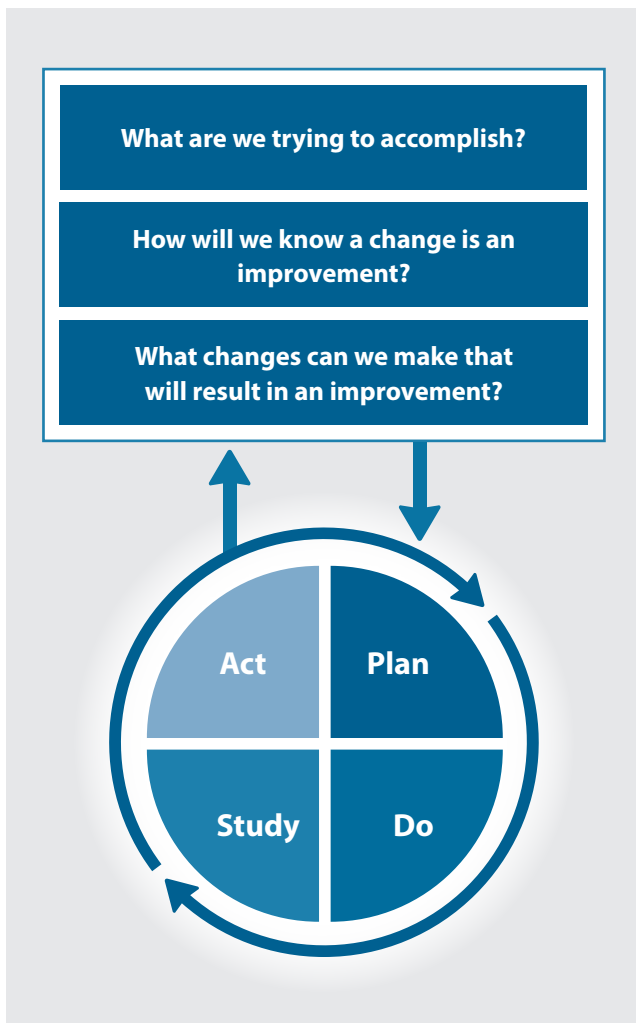 What are we trying to accomplish?
How will we know a change is an
improvement?
What changes can we make that
will result in an improvement?
Act
Plan
Study
Do